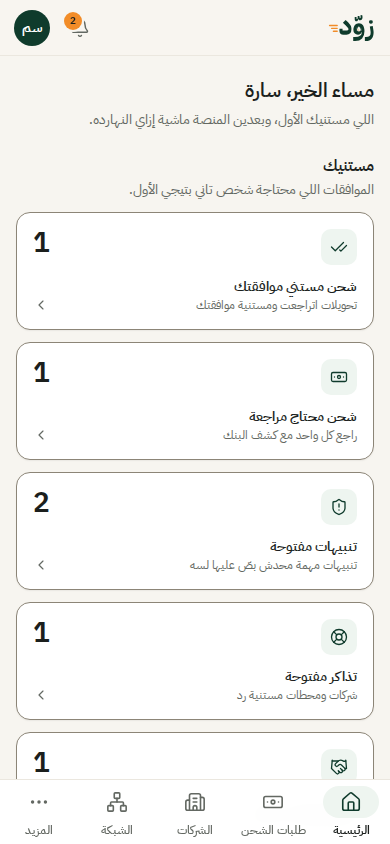 زوّد
2
سم
مساء الخير، سارة
اللي مستنيك الأول، وبعدين المنصة ماشية إزاي النهارده.
مستنيك
الموافقات اللي محتاجة شخص تاني بتيجي الأول.
1
شحن مستني موافقتك
تحويلات اتراجعت ومستنية موافقتك
1
شحن محتاج مراجعة
راجع كل واحد مع كشف البنك
2
تنبيهات مفتوحة
تنبيهات مهمة محدش بصّ عليها لسه
1
تذاكر مفتوحة
شركات ومحطات مستنية رد
1
الرئيسية
طلبات الشحن
الشركات
الشبكة
المزيد